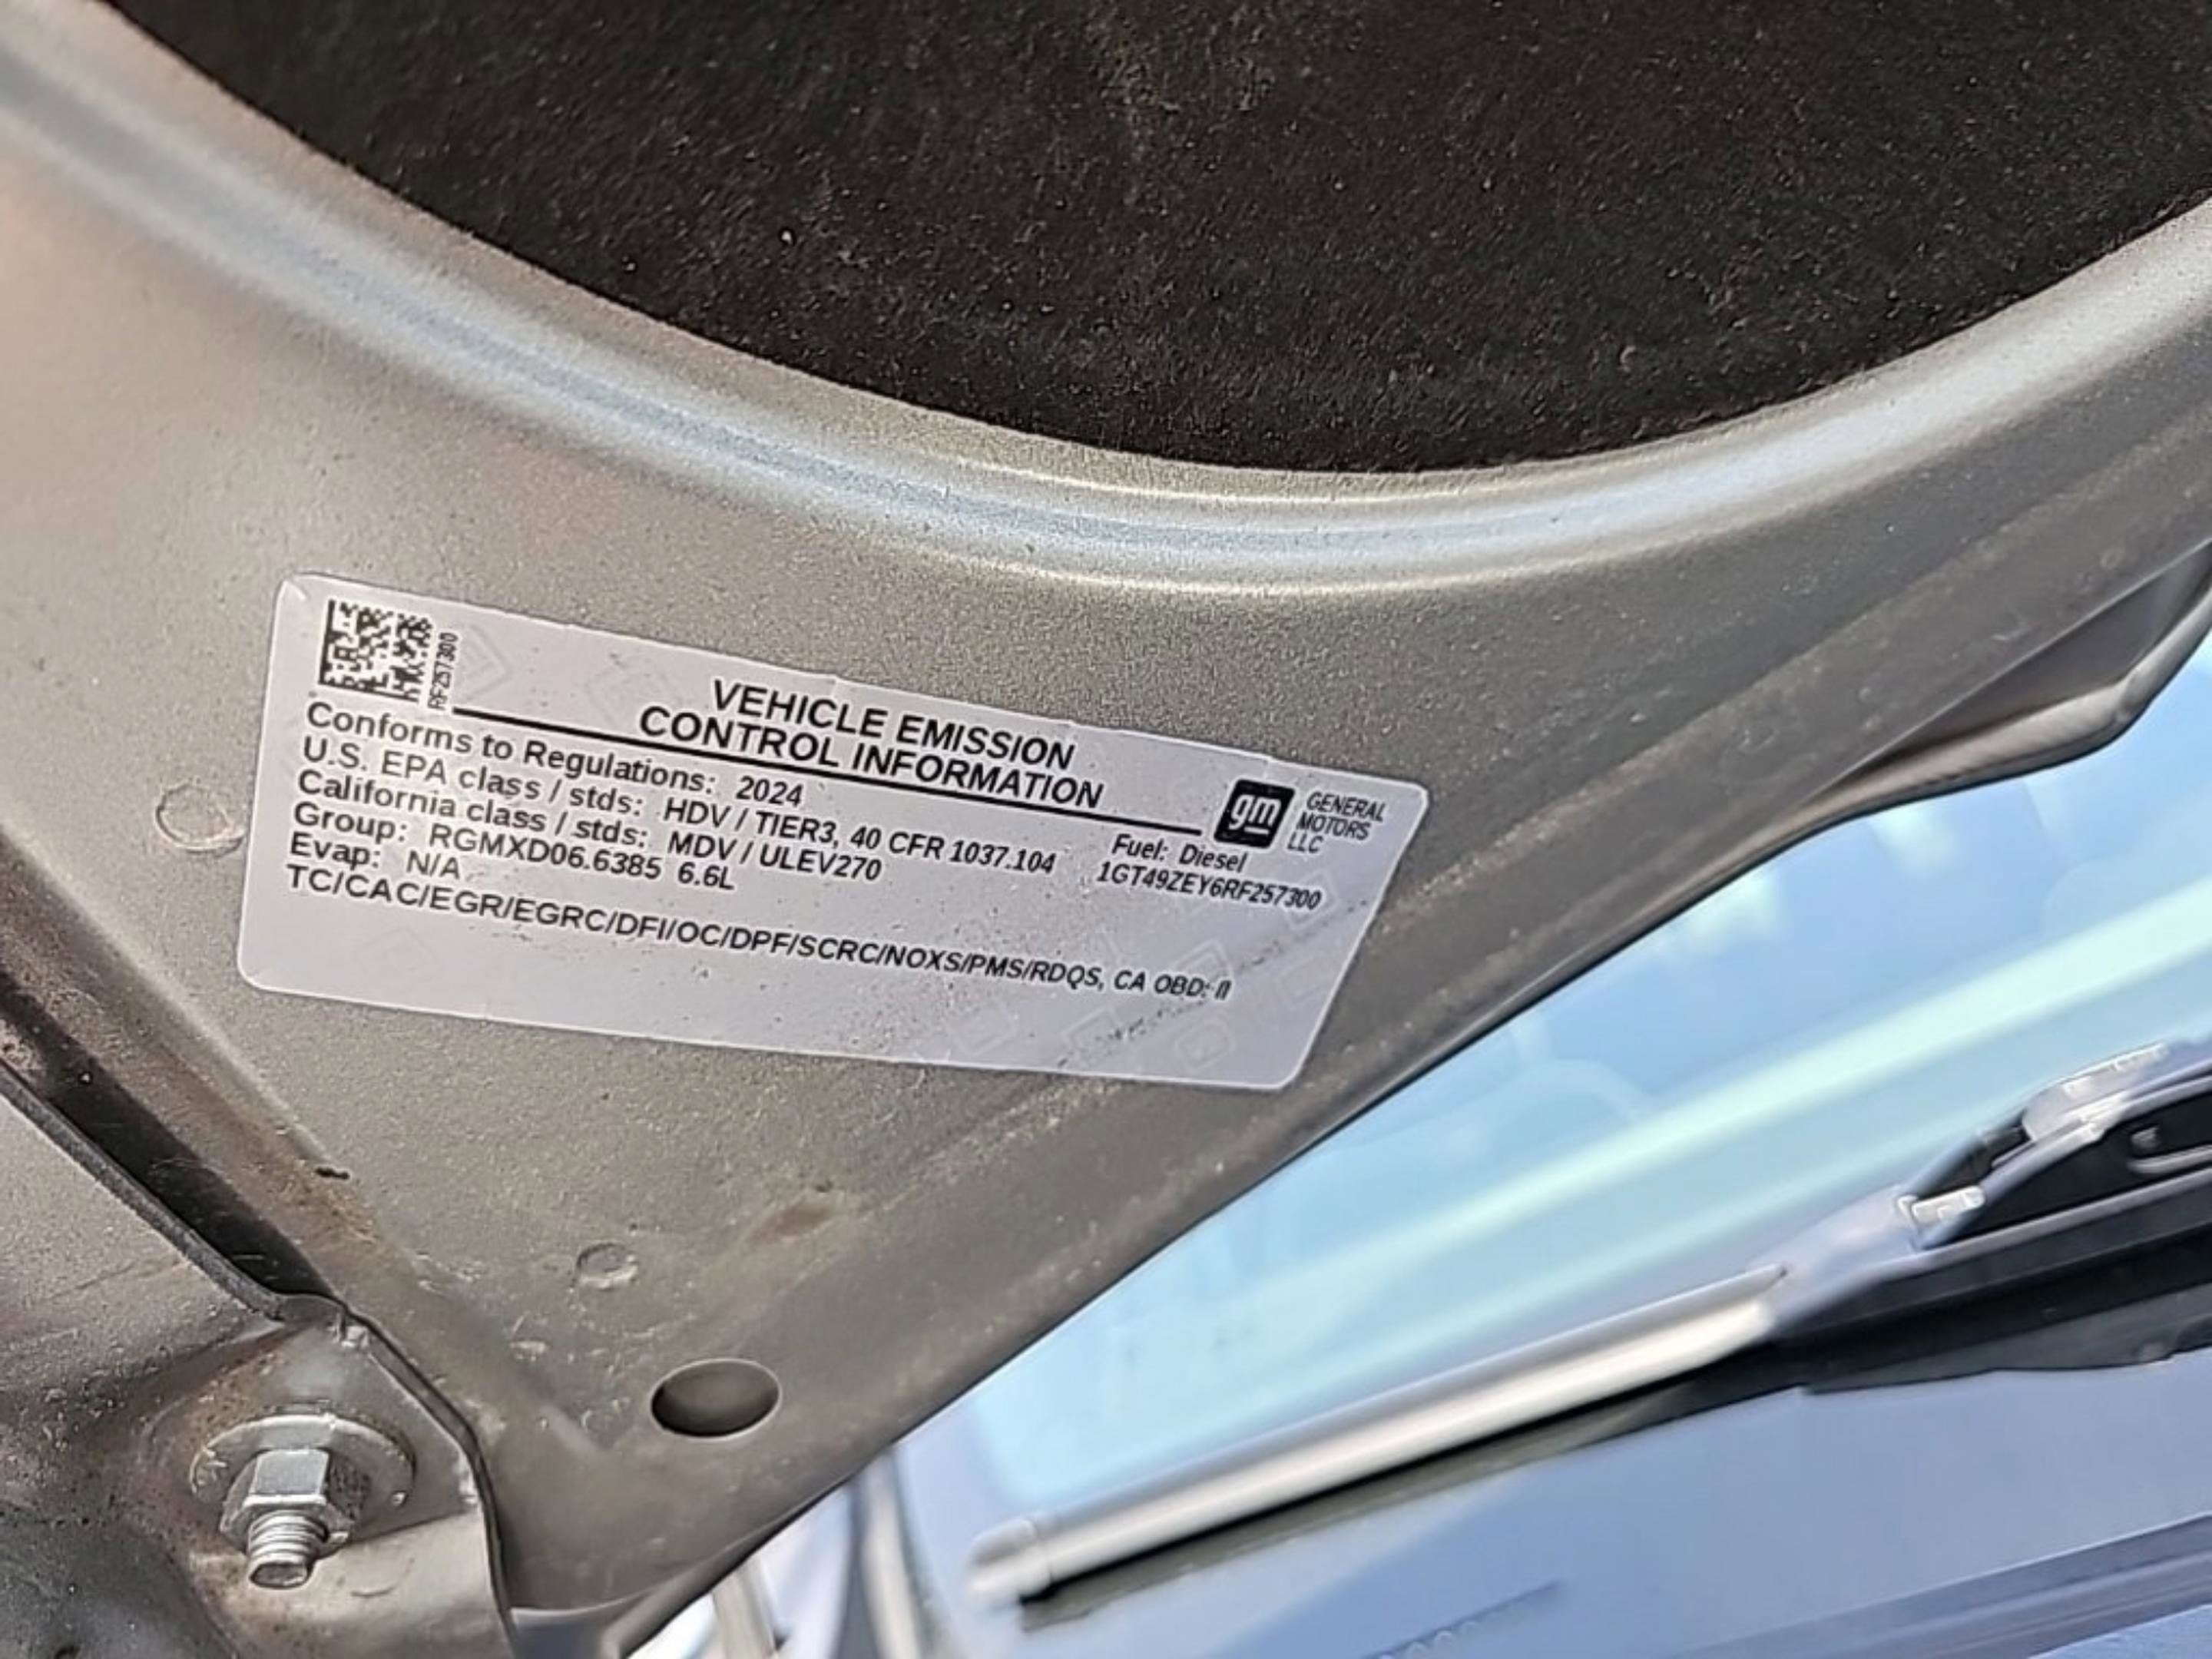 RF257300
VEHICLE EMISSION
CONTROL INFORMATION
gm
GENERAL
MOTORS
LLC
Conforms to Regulations: 2024
U.S. EPA class / stds: HDV / TIER3, 40 CFR 1037.104
Fuel: Diesel
California class / stds: MDV / ULEV270
1GT49ZEY6RF257300
Group: RGMXD06.6385 6.6L
Evap: N/A
TC/CAC/EGR/EGRC/DFI/OC/DPF/SCRC/NOXS/PMS/RDQS, CA OBD: II